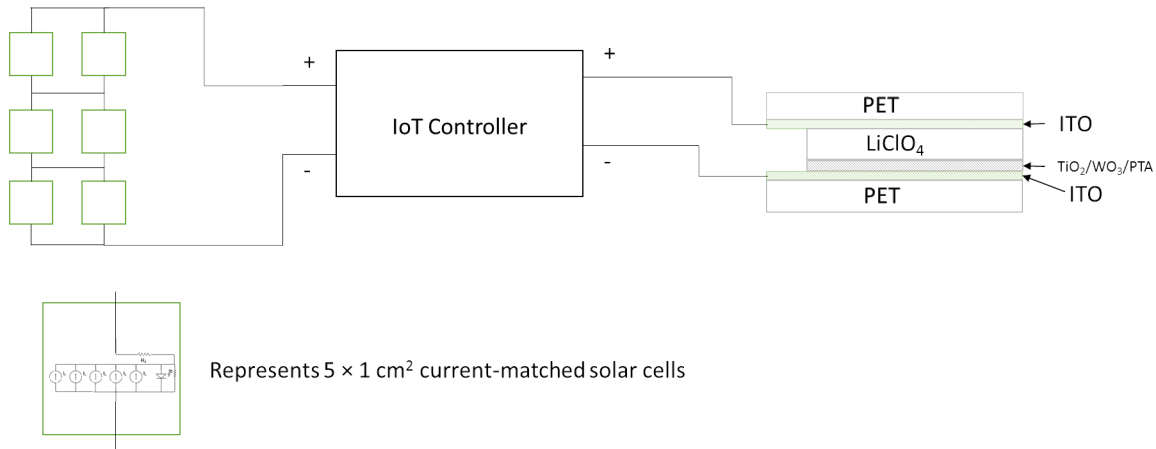 +
+
IoT Controller
-
-
PET
ITO
LiClO₄
TiO₂/WO₃/PTA
ITO
PET
Represents 5 × 1 cm² current-matched solar cells